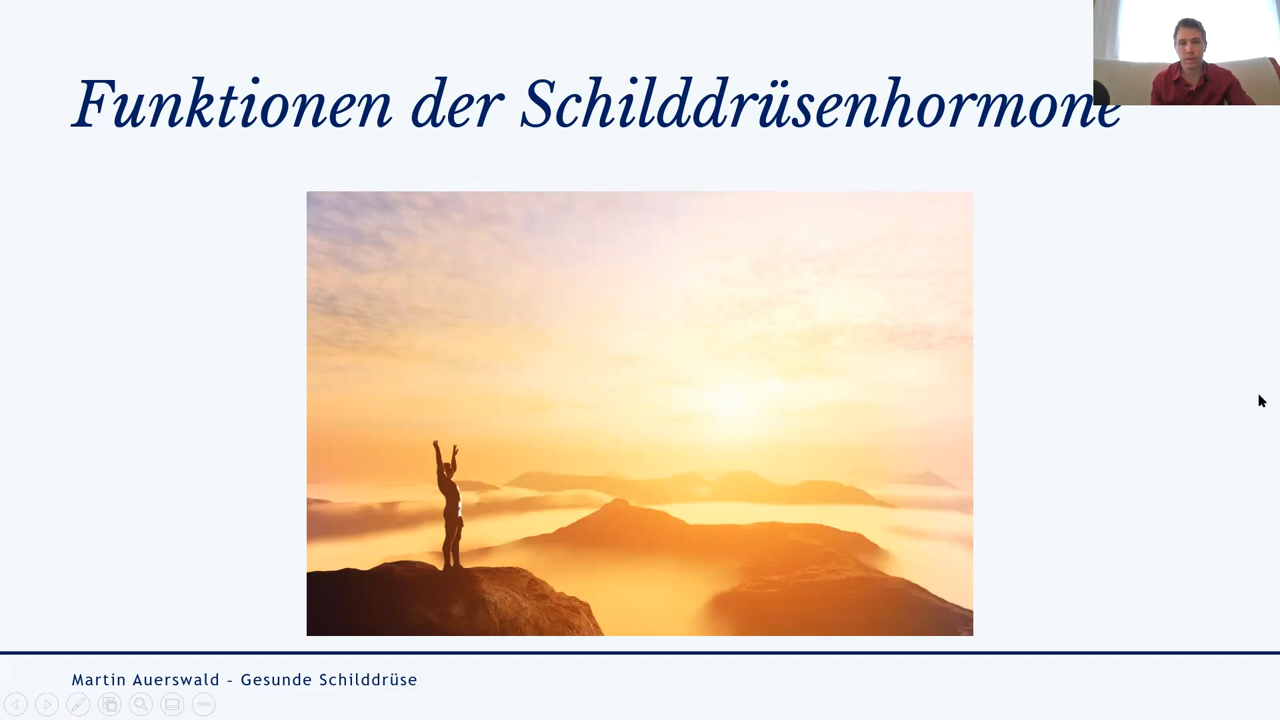 Funktionen der Schilddrüsenhormone
Martin Auerswald – Gesunde Schilddrüse